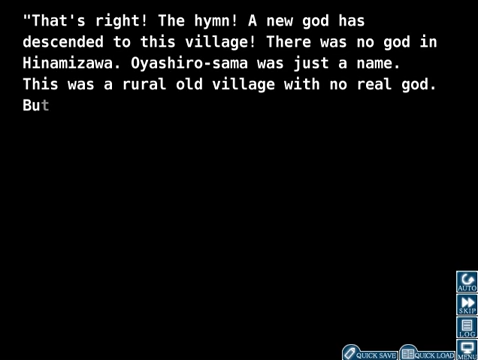 "That's right! The hymn! A new god has
descended to this village! There was no god in
Hinamizawa. Oyashiro-sama was just a name.
This was a rural old village with no real god.
But
AUTO
SKIP
LOG
QUICK SAVE
QUICK LOAD
MENU